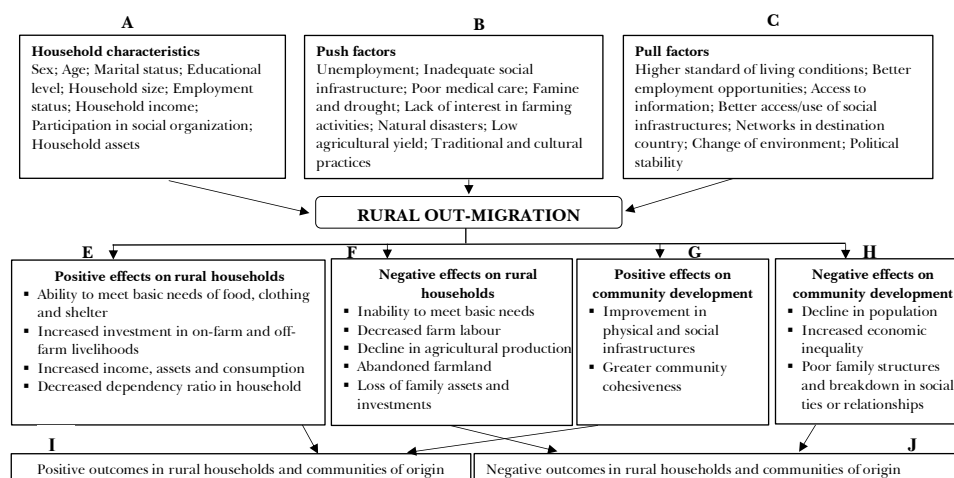 A
B
C
Household characteristics
Sex; Age; Marital status; Educational
level; Household size; Employment
status; Household income;
Participation in social organization;
Household assets
Push factors
Unemployment; Inadequate social
infrastructure; Poor medical care; Famine
and drought; Lack of interest in farming
activities; Natural disasters; Low
agricultural yield; Traditional and cultural
practices
Pull factors
Higher standard of living conditions; Better
employment opportunities; Access to
information; Better access/use of social
infrastructures; Networks in destination
country; Change of environment; Political
stability
RURAL OUT-MIGRATION
E
F
G
H
Positive effects on rural households
▪ Ability to meet basic needs of food, clothing
and shelter
▪ Increased investment in on-farm and off-
farm livelihoods
▪ Increased income, assets and consumption
▪ Decreased dependency ratio in household
Negative effects on rural
households
▪ Inability to meet basic needs
▪ Decreased farm labour
▪ Decline in agricultural production
▪ Abandoned farmland
▪ Loss of family assets and
investments
Positive effects on
community development
▪ Improvement in
physical and social
infrastructures
▪ Greater community
cohesiveness
Negative effects on
community development
▪ Decline in population
▪ Increased economic
inequality
▪ Poor family structures
and breakdown in social
ties or relationships
I
J
Positive outcomes in rural households and communities of origin
Negative outcomes in rural households and communities of origin